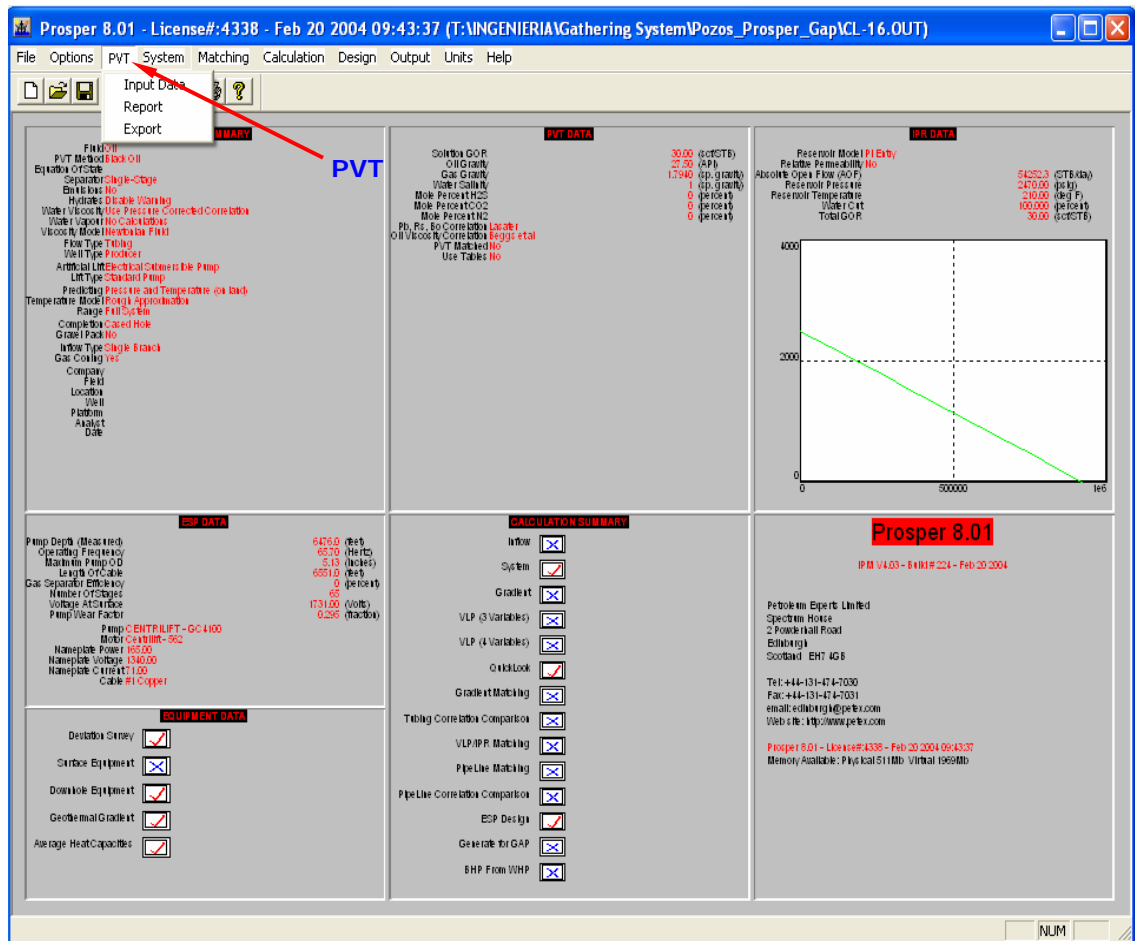 Prosper 8.01 - License#:4338 - Feb 20 2004 09:43:37 (T:\INGENIERIA\Gathering System\Pozos_Prosper_Gap\CL-16.OUT)
File Options PVT System Matching Calculation Design Output Units Help
Input Data
Report
Export
PVT
UMMARY
Fluid Oil
PVT Method Black Oil
Equation Of State
Separator Single-Stage
Emulsions No
Hydrates Disable Warning
Water Viscosity Use Pressure Corrected Correlation
Water Vapour No Calculations
Viscosity Model Newtonian Fluid
Flow Type Tubing
Well Type Producer
Artificial Lift Electrical Submersible Pump
Lift Type Standard Pump
Predicting Pressure and Temperature (on land)
Temperature Model Rough Approximation
Range Full System
Completion Cased Hole
Gravel Pack No
Inflow Type Single Branch
Gas Coning Yes
Company
Field
Location
Well
Platform
Analyst
Date
PVT DATA
Solution GOR 30.00 (scf/STB)
Oil Gravity 27.50 (API)
Gas Gravity 1.7940 (sp. gravity)
Water Salinity 1 (sp. gravity)
Mole Percent H2S 0 (percent)
Mole Percent CO2 0 (percent)
Mole Percent N2 0 (percent)
Pb, Rs, Bo Correlation Lasater
Oil Viscosity Correlation Beggs et al
PVT Matched No
Use Tables No
IPR DATA
Reservoir Model PI Entry
Relative Permeability No
Absolute Open Flow (AOF) 54252.3 (STB/day)
Reservoir Pressure 2470.00 (psig)
Reservoir Temperature 210.00 (deg F)
Water Cut 100.000 (percent)
Total GOR 30.00 (scf/STB)
4000
2000
0
0 500000 1e6
ESP DATA
Pump Depth (Measured) 6476.0 (feet)
Operating Frequency 65.70 (Hertz)
Maximum Pump OD 5.13 (inches)
Length Of Cable 6551.0 (feet)
Gas Separator Efficiency 0 (percent)
Number Of Stages 65
Voltage At Surface 1731.00 (Volts)
Pump Wear Factor 0.295 (fraction)
Pump CENTRILIFT - GC4100
Motor Centrilift - 562
Nameplate Power 165.00
Nameplate Voltage 1340.00
Nameplate Current 71.00
Cable #1 Copper
EQUIPMENT DATA
Deviation Survey
Surface Equipment
Downhole Equipment
Geothermal Gradient
Average Heat Capacities
CALCULATION SUMMARY
Inflow
System
Gradient
VLP (3 Variables)
VLP (4 Variables)
QuickLook
Gradient Matching
Tubing Correlation Comparison
VLP/IPR Matching
PipeLine Matching
PipeLine Correlation Comparison
ESP Design
Generate for GAP
BHP From WHP
Prosper 8.01
IPM V4.03 - Build # 224 - Feb 20 2004
Petroleum Experts Limited
Spectrum House
2 Powderhall Road
Edinburgh
Scotland EH7 4GB
Tel: +44-131-474-7030
Fax: +44-131-474-7031
email: edinburgh@petex.com
Website: http://www.petex.com
Prosper 8.01 - License#:4338 - Feb 20 2004 09:43:37
Memory Available: Physical 511Mb Virtual 1969Mb
NUM